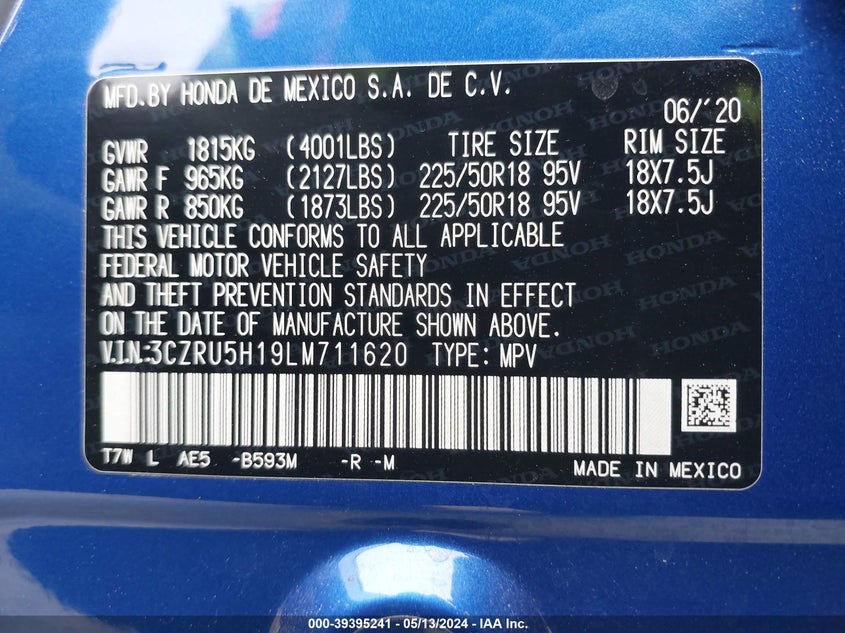 MFD.BY HONDA DE MEXICO S.A. DE C.V.
06/'20
GVWR 1815KG (4001LBS) TIRE SIZE RIM SIZE
GAWR F 965KG (2127LBS) 225/50R18 95V 18X7.5J
GAWR R 850KG (1873LBS) 225/50R18 95V 18X7.5J
THIS VEHICLE CONFORMS TO ALL APPLICABLE
FEDERAL MOTOR VEHICLE SAFETY
AND THEFT PREVENTION STANDARDS IN EFFECT
ON THE DATE OF MANUFACTURE SHOWN ABOVE.
V.I.N:3CZRU5H19LM711620 TYPE: MPV
T7W L AE5 -B593M -R -M
MADE IN MEXICO
000-39395241 - 05/13/2024 - IAA Inc.